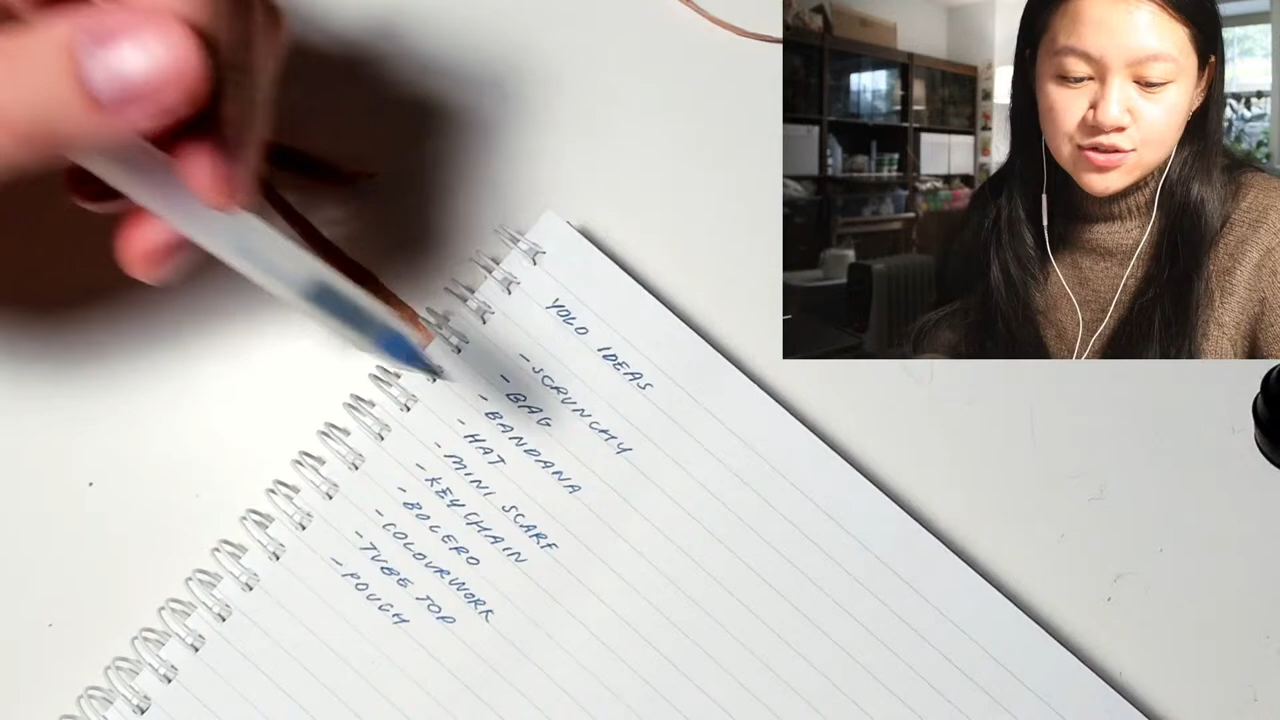 YOLO IDEAS
- SCRUNCHY
- BAG
- BANDANA
- HAT
- MINI SCARF
- KEYCHAIN
- BOLERO
- COLOURWORK
- TUBE TOP
- POUCH